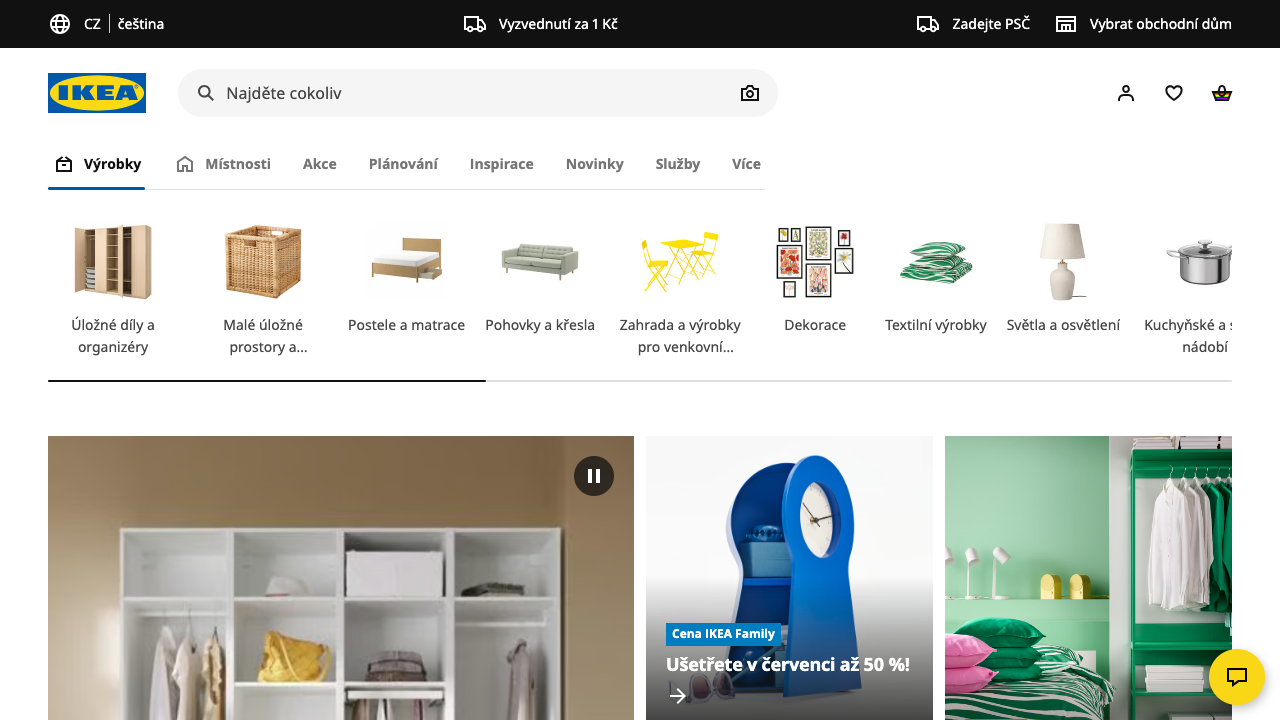 CZ čeština
Vyzvednutí za 1 Kč
Zadejte PSČ
Vybrat obchodní dům
IKEA
Najděte cokoliv
Výrobky
Místnosti
Akce
Plánování
Inspirace
Novinky
Služby
Více
Úložné díly a
organizéry
Malé úložné
prostory a...
Postele a matrace
Pohovky a křesla
Zahrada a výrobky
pro venkovní...
Dekorace
Textilní výrobky
Světla a osvětlení
Kuchyňské a s
nádobí
Cena IKEA Family
Ušetřete v červenci až 50 %!